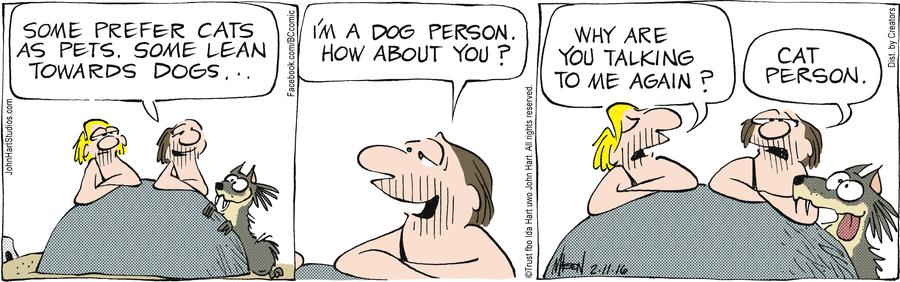 SOME PREFER CATS
AS PETS. SOME LEAN
TOWARDS DOGS...
JohnHartStudios.com
Facebook.com/BCcomic
I'M A DOG PERSON.
HOW ABOUT YOU?
©Trust fbo Ida Hart uwo John Hart. All rights reserved.
WHY ARE
YOU TALKING
TO ME AGAIN?
CAT
PERSON.
Dist. by Creators
MASON
2-11-16